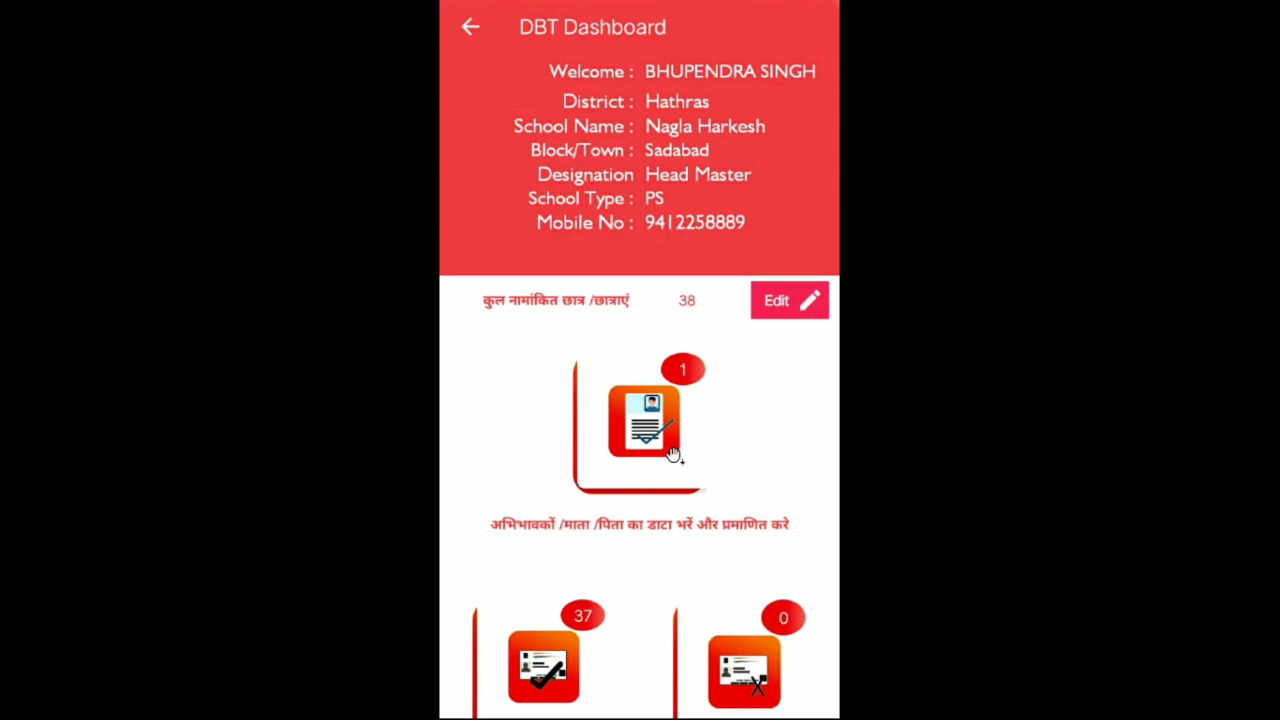 DBT Dashboard
Welcome : BHUPENDRA SINGH
District : Hathras
School Name : Nagla Harkesh
Block/Town : Sadabad
Designation Head Master
School Type : PS
Mobile No : 9412258889
कुल नामांकित छात्र /छात्राएं 38 Edit
1
अभिभावकों /माता /पिता का डाटा भरें और प्रमाणित करे
37 0